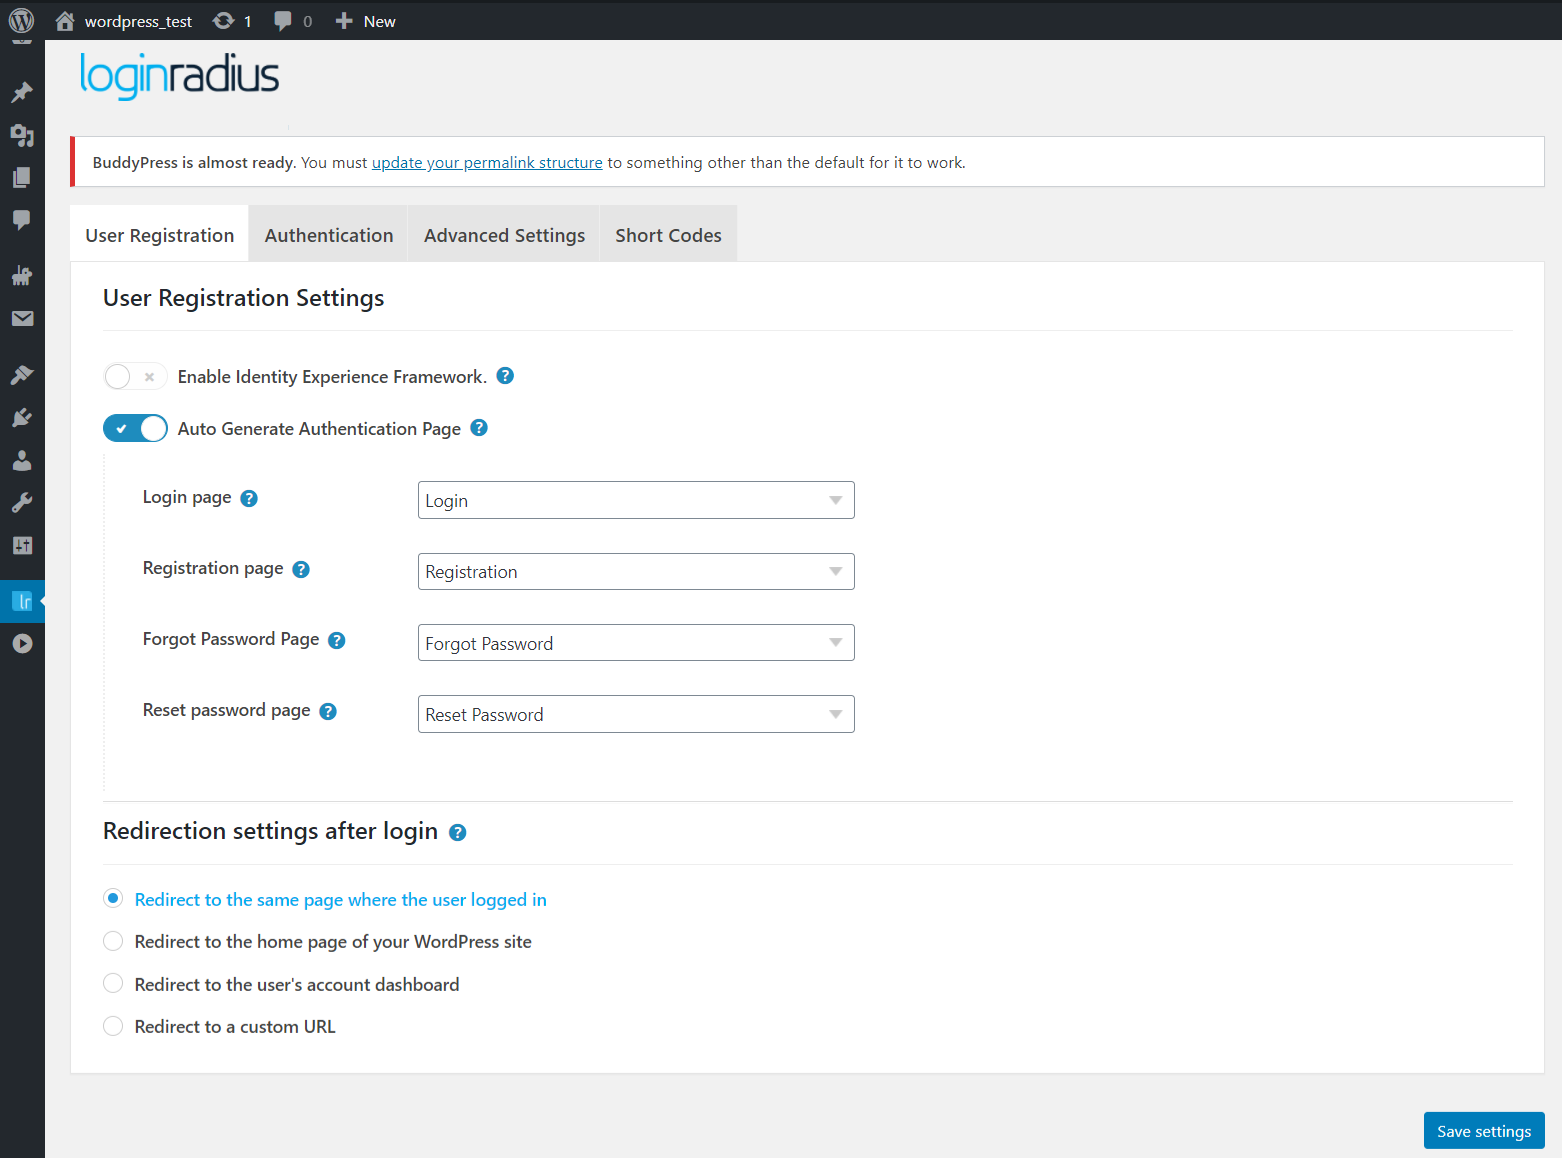 wordpress_test 1 0 New
loginradius
BuddyPress is almost ready. You must update your permalink structure to something other than the default for it to work.
User Registration Authentication Advanced Settings Short Codes
User Registration Settings
Enable Identity Experience Framework. ?
Auto Generate Authentication Page ?
Login page ? Login
Registration page ? Registration
Forgot Password Page ? Forgot Password
Reset password page ? Reset Password
Redirection settings after login ?
Redirect to the same page where the user logged in
Redirect to the home page of your WordPress site
lr
Redirect to the user's account dashboard
Redirect to a custom URL
Save settings